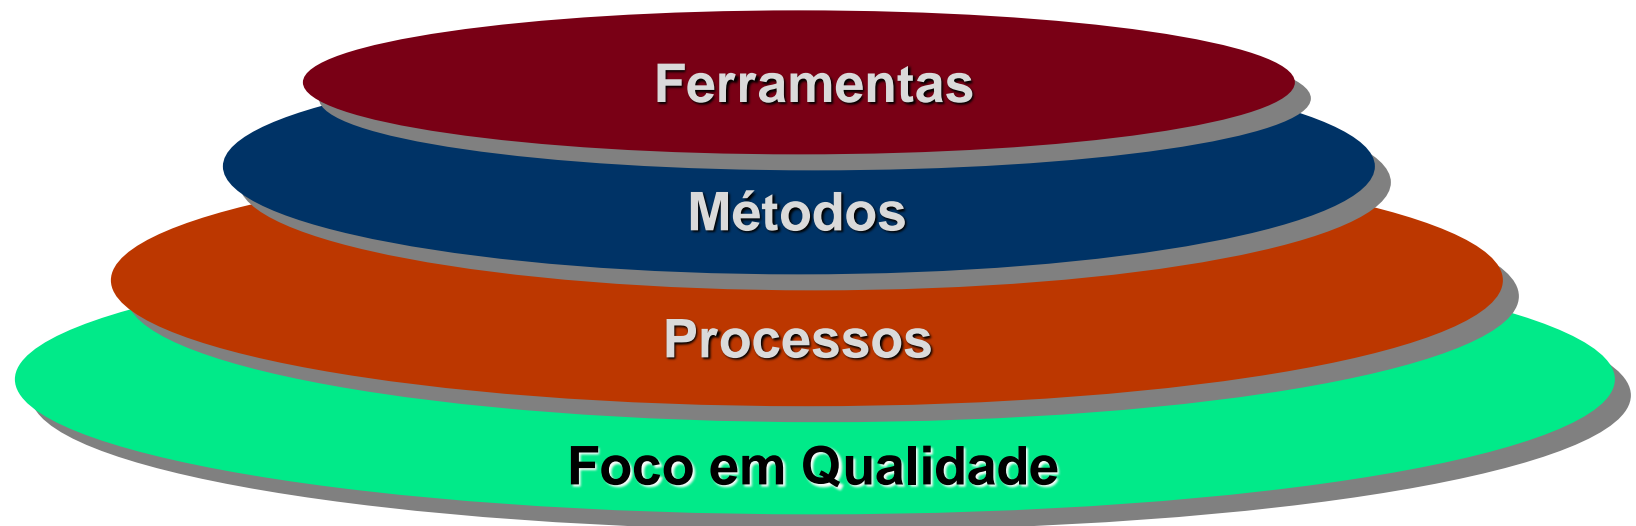 Ferramentas
Métodos
Processos
Foco em Qualidade